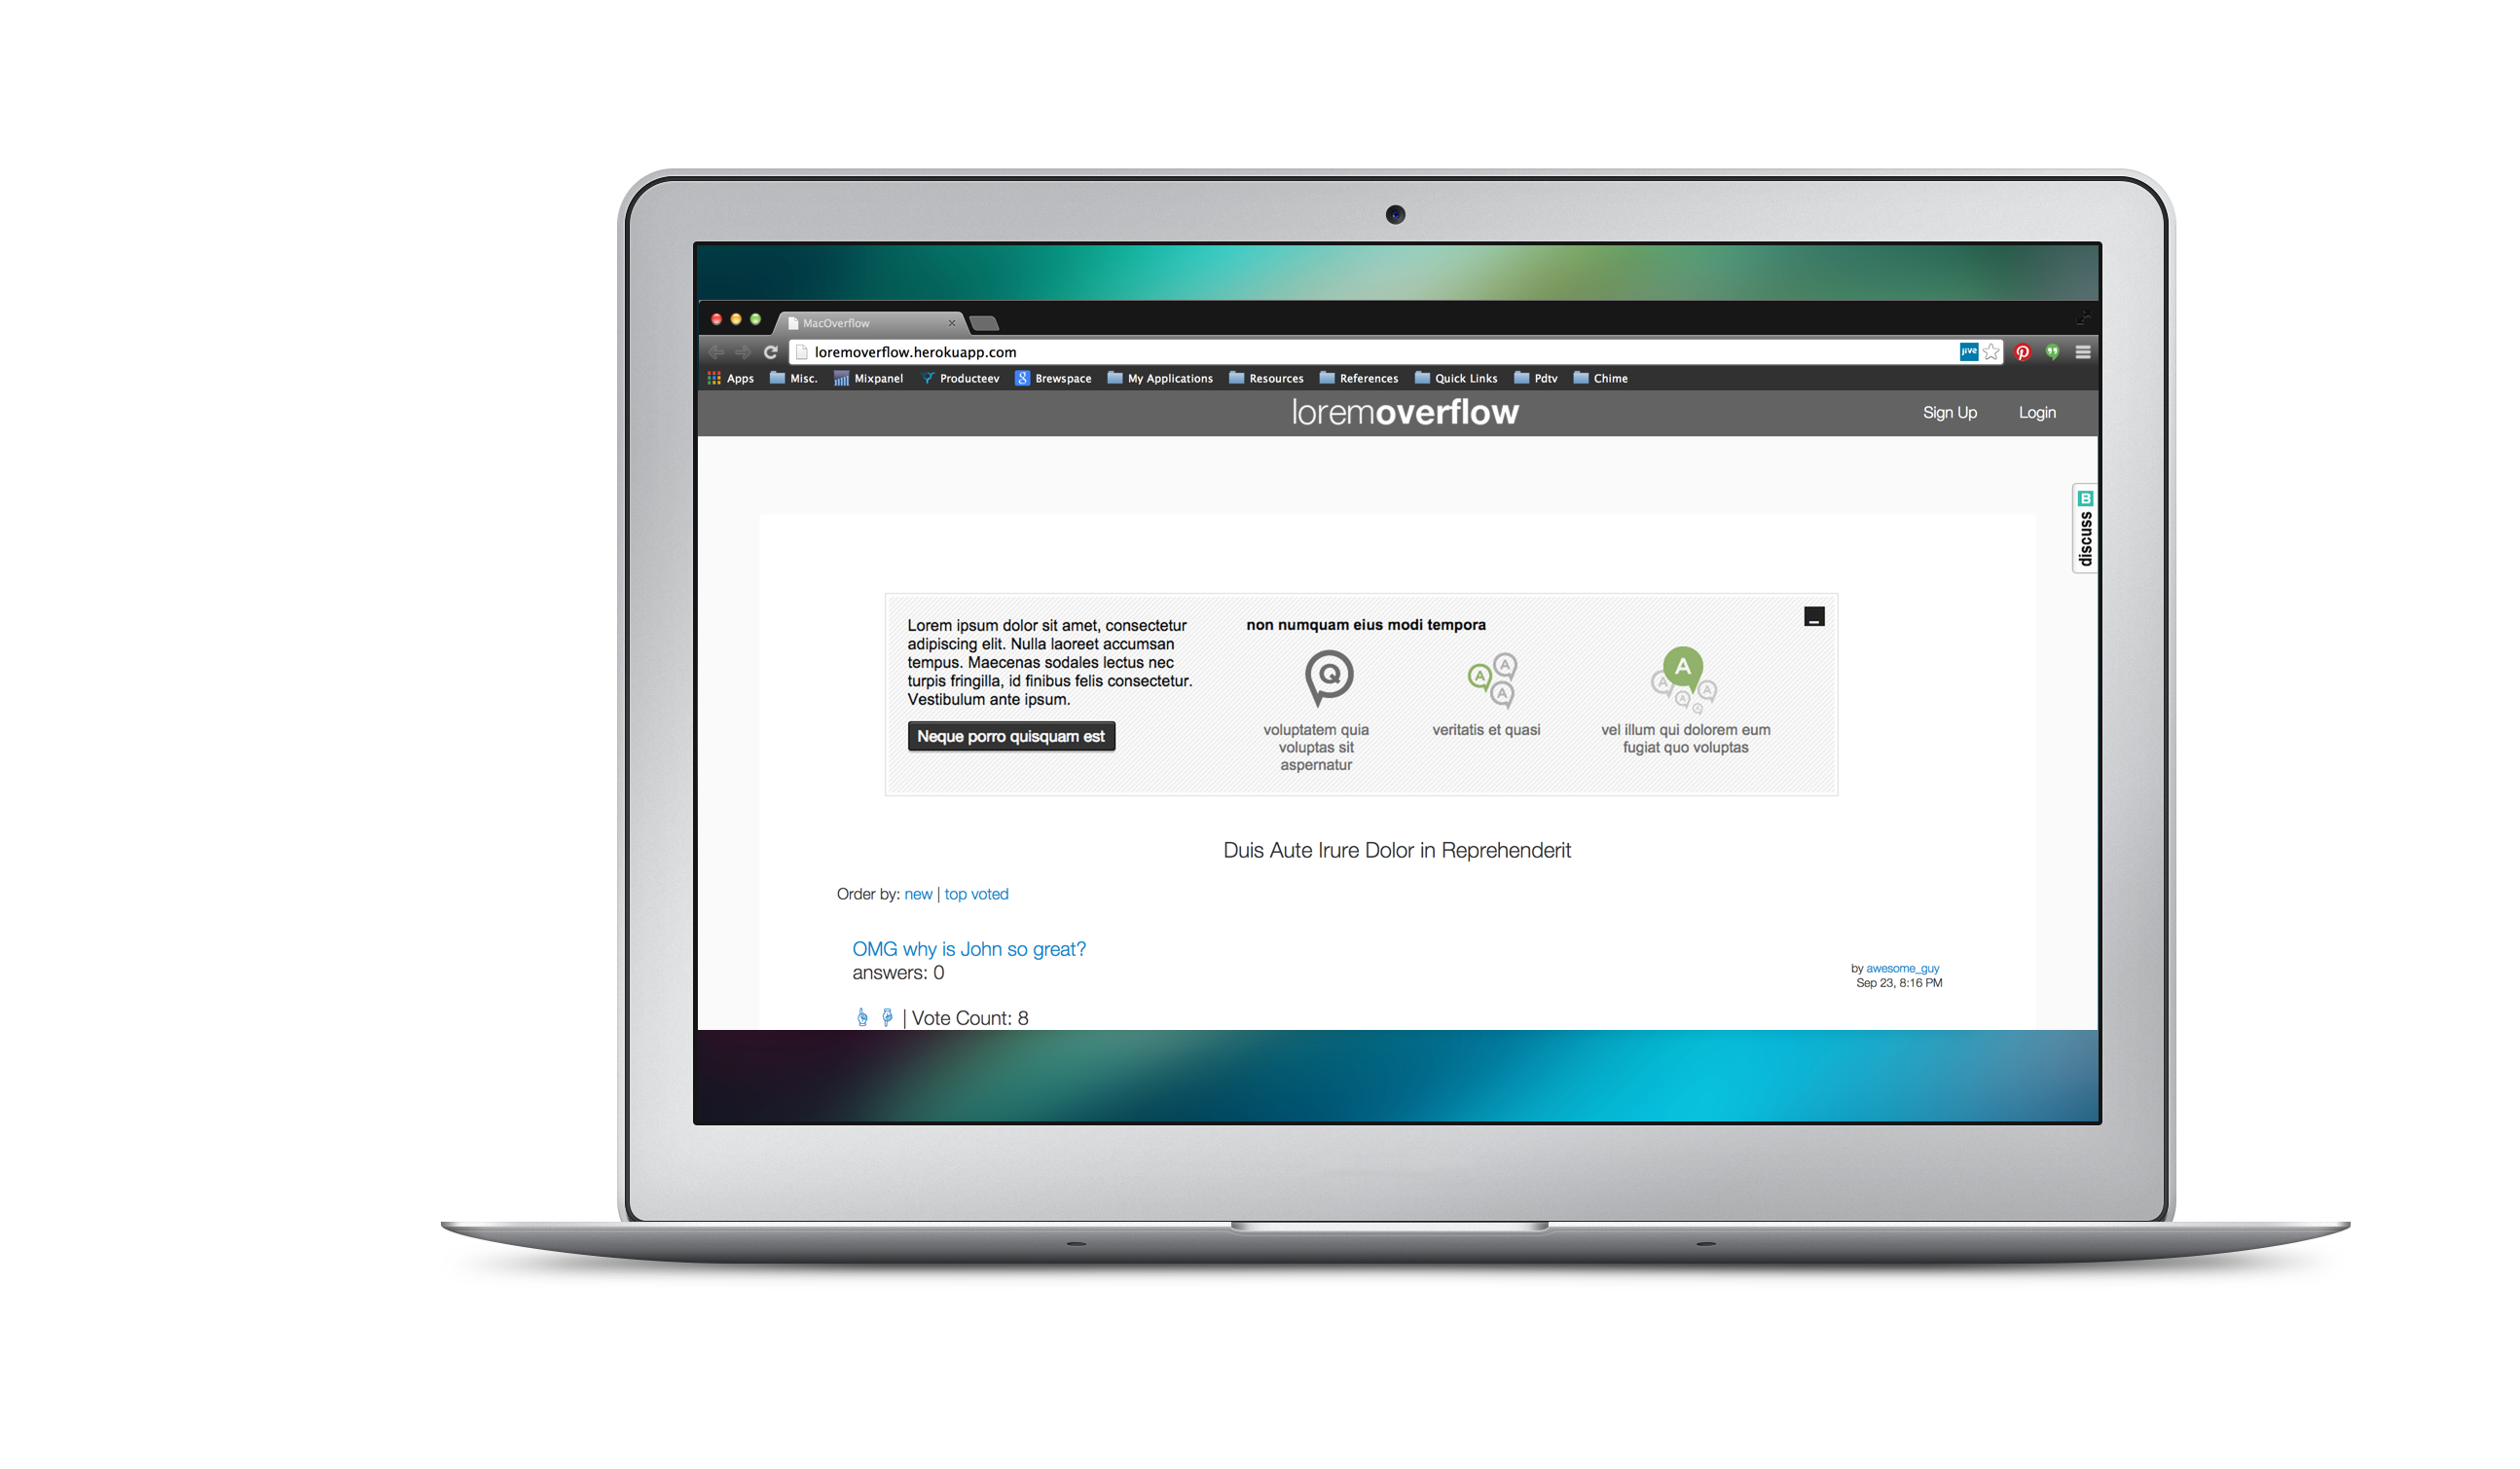 MacOverflow
loremoverflow.herokuapp.com
jive
Apps Misc. Mixpanel Producteev 8 Brewspace My Applications Resources References Quick Links Pdtv Chime
loremoverflow
Sign Up Login
B discuss
Lorem ipsum dolor sit amet, consectetur
adipiscing elit. Nulla laoreet accumsan
tempus. Maecenas sodales lectus nec
turpis fringilla, id finibus felis consectetur.
Vestibulum ante ipsum.
Neque porro quisquam est
non numquam eius modi tempora
Q
voluptatem quia
voluptas sit
aspernatur
A A A
veritatis et quasi
A A A A A
vel illum qui dolorem eum
fugiat quo voluptas
Duis Aute Irure Dolor in Reprehenderit
Order by: new | top voted
OMG why is John so great?
answers: 0
by awesome_guy
Sep 23, 8:16 PM
| Vote Count: 8